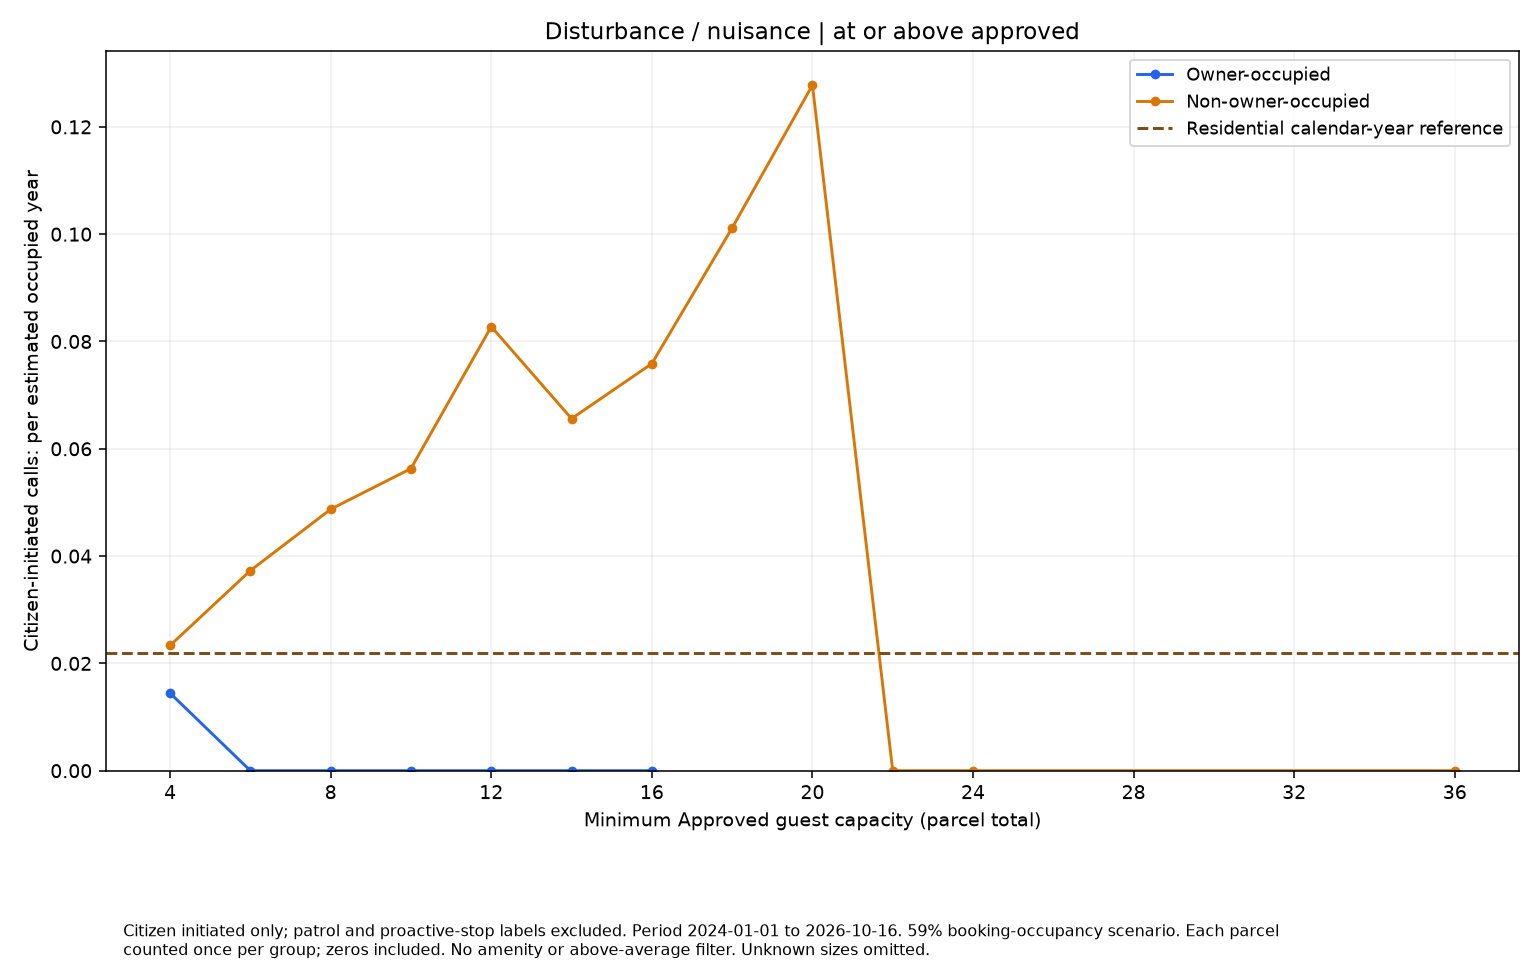 Disturbance / nuisance | at or above approved
Owner-occupied
Non-owner-occupied
Residential calendar-year reference
Citizen-initiated calls: per estimated occupied year
0.12
0.10
0.08
0.06
0.04
0.02
0.00
4 8 12 16 20 24 28 32 36
Minimum Approved guest capacity (parcel total)
Citizen initiated only; patrol and proactive-stop labels excluded. Period 2024-01-01 to 2026-10-16. 59% booking-occupancy scenario. Each parcel
counted once per group; zeros included. No amenity or above-average filter. Unknown sizes omitted.